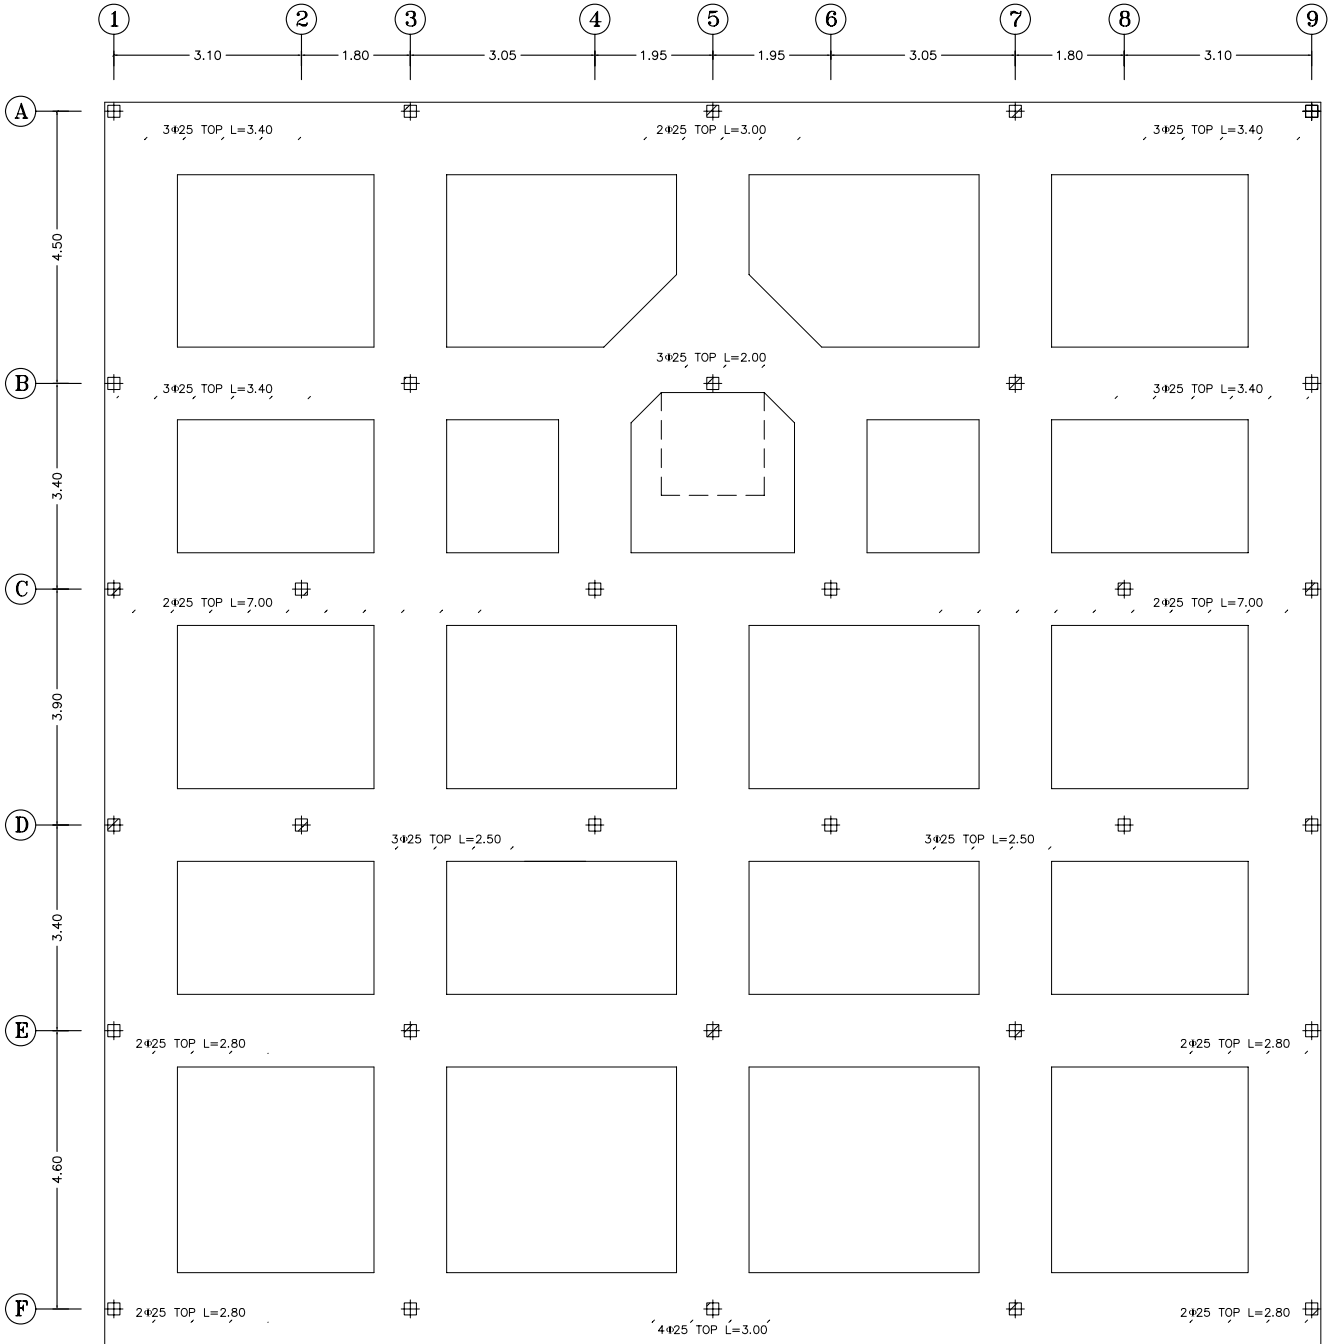 1 2 3 4 5 6 7 8 9
3.10 1.80 3.05 1.95 1.95 3.05 1.80 3.10
A
3Φ25 TOP L=3.40 2Φ25 TOP L=3.00 3Φ25 TOP L=3.40
4.50
3Φ25 TOP L=2.00
B
3Φ25 TOP L=3.40 3Φ25 TOP L=3.40
3.40
C
2Φ25 TOP L=7.00 2Φ25 TOP L=7.00
3.90
D
3Φ25 TOP L=2.50 3Φ25 TOP L=2.50
3.40
E
2Φ25 TOP L=2.80 2Φ25 TOP L=2.80
4.60
F
2Φ25 TOP L=2.80 2Φ25 TOP L=2.80
4Φ25 TOP L=3.00